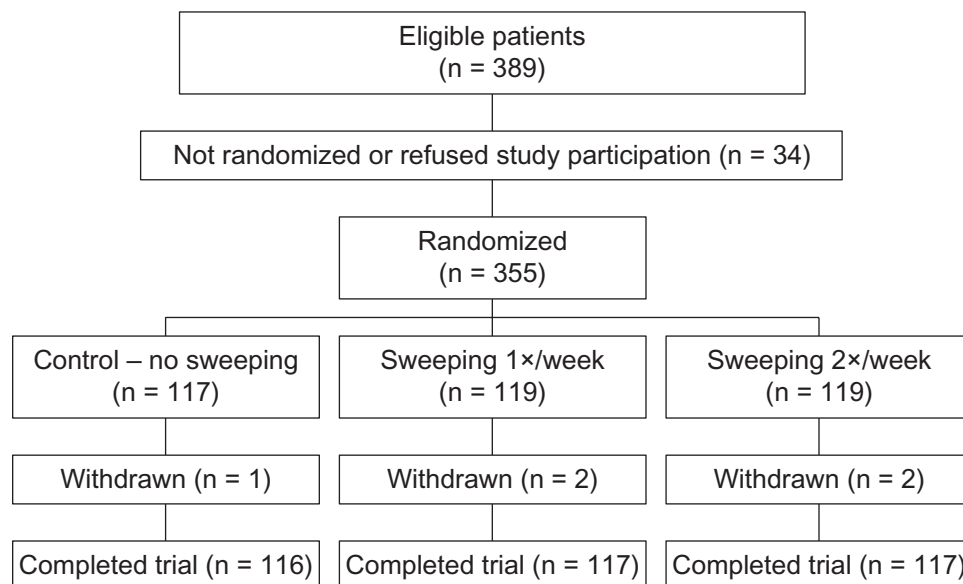 Eligible patients
(n = 389)
Not randomized or refused study participation (n = 34)
Randomized
(n = 355)
Control – no sweeping
(n = 117)
Sweeping 1×/week
(n = 119)
Sweeping 2×/week
(n = 119)
Withdrawn (n = 1)
Withdrawn (n = 2)
Withdrawn (n = 2)
Completed trial (n = 116)
Completed trial (n = 117)
Completed trial (n = 117)